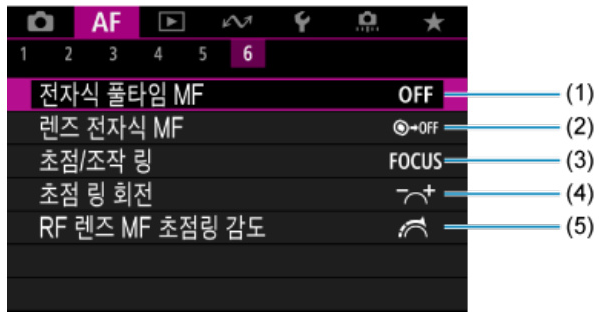 AF
1 2 3 4 5 6
전자식 풀타임 MF OFF (1)
렌즈 전자식 MF →OFF (2)
초점/조작 링 FOCUS (3)
초점 링 회전 - + (4)
RF 렌즈 MF 초점링 감도 (5)